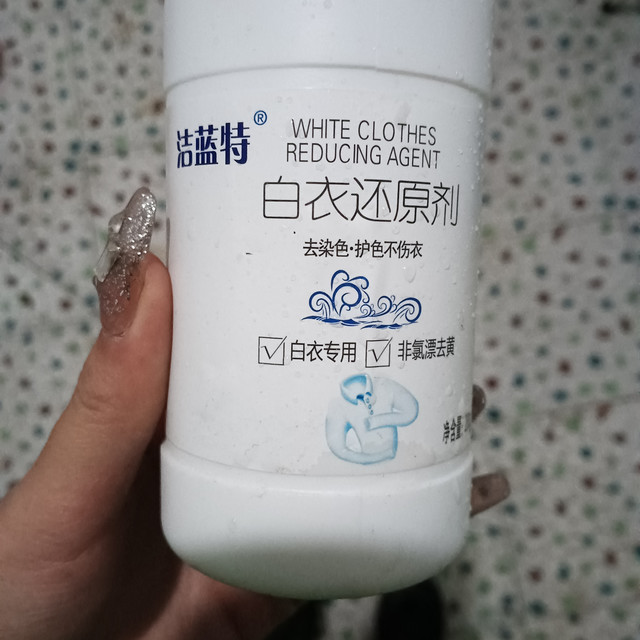 洁蓝特®
WHITE CLOTHES
REDUCING AGENT
白衣还原剂
去染色·护色不伤衣
白衣专用 非氯漂去黄
净含量: